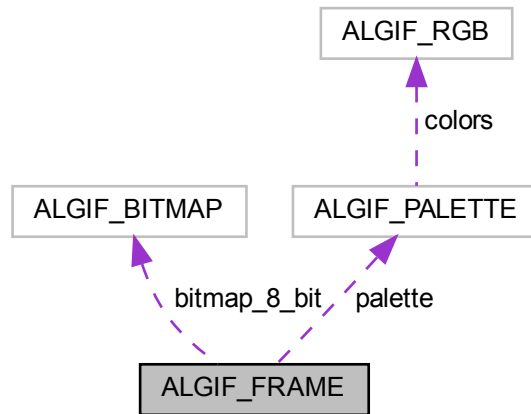 ALGIF_RGB
colors
ALGIF_BITMAP
ALGIF_PALETTE
bitmap_8_bit
palette
ALGIF_FRAME